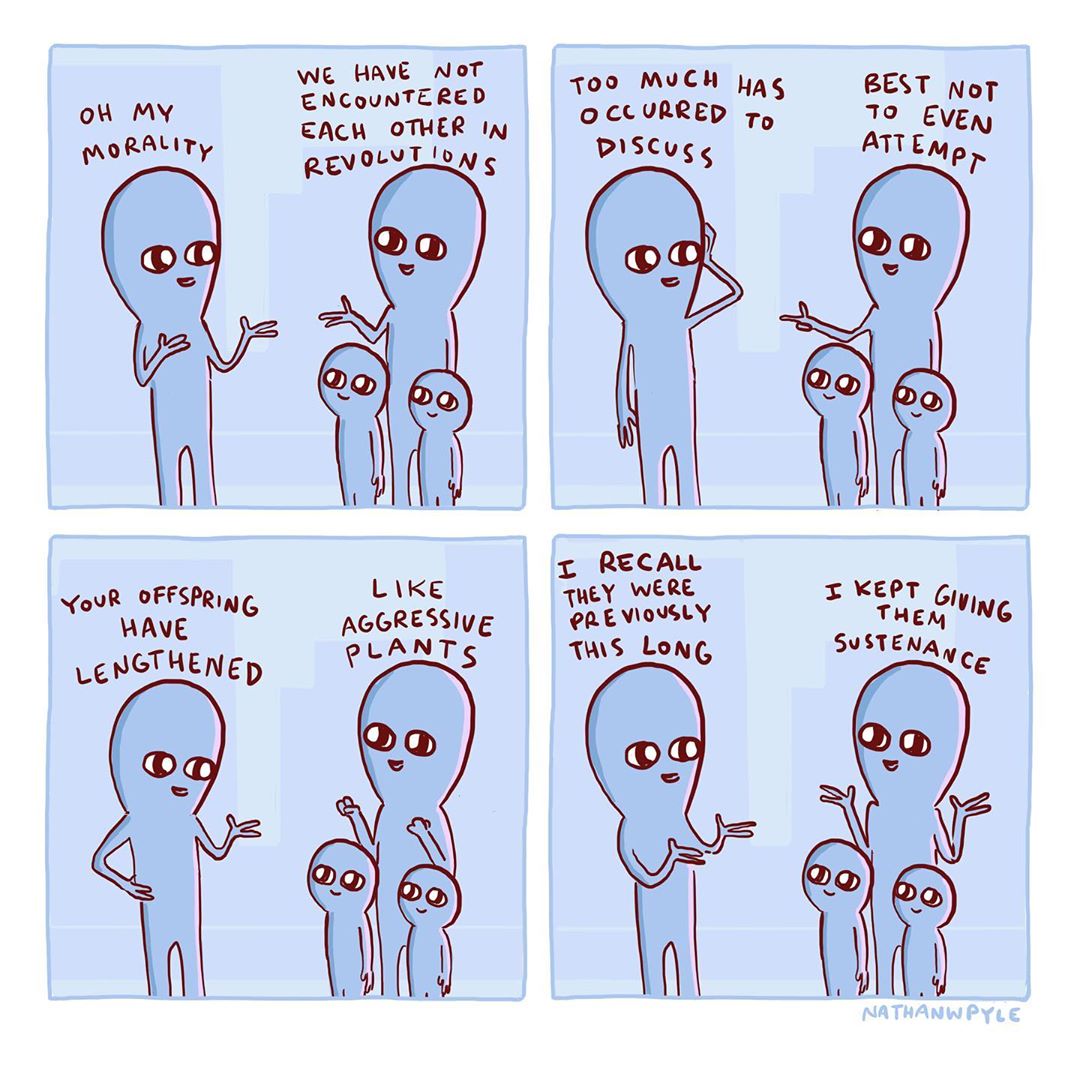 OH MY
MORALITY
WE HAVE NOT
ENCOUNTERED
EACH OTHER IN
REVOLUTIONS
TOO MUCH HAS
OCCURRED TO
DISCUSS
BEST NOT
TO EVEN
ATTEMPT
YOUR OFFSPRING
HAVE
LENGTHENED
LIKE
AGGRESSIVE
PLANTS
I RECALL
THEY WERE
PREVIOUSLY
THIS LONG
I KEPT GIVING
THEM
SUSTENANCE
NATHANWPYLE